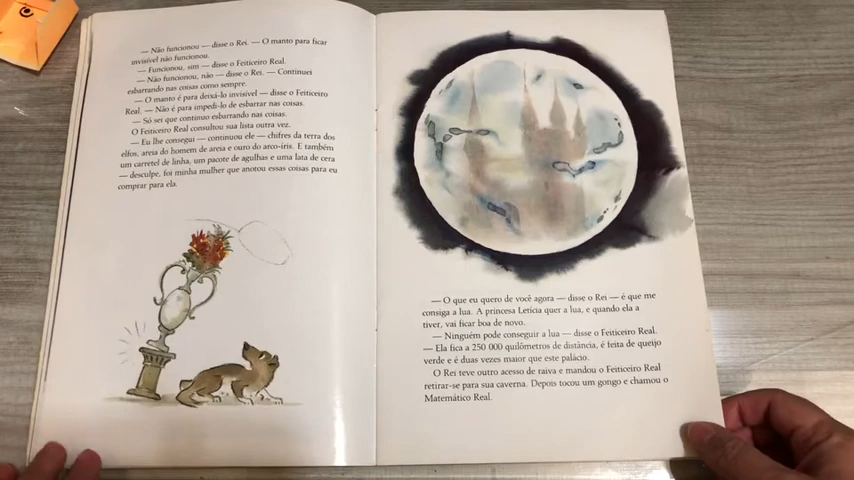 — Não funcionou — disse o Rei. — O manto para ficar
invisível não funcionou.
— Funcionou, sim — disse o Feiticeiro Real.
— Não funcionou, não — disse o Rei. — Continuei
esbarrando nas coisas como sempre.
— O manto é para deixá-lo invisível — disse o Feiticeiro
Real. — Não é para impedi-lo de esbarrar nas coisas.
— Só sei que continuo esbarrando nas coisas.
O Feiticeiro Real consultou sua lista outra vez.
— Eu lhe consegui — continuou ele — chifres da terra dos
elfos, areia do homem de areia e ouro do arco-íris. E também
um carretel de linha, um pacote de agulhas e uma lata de cera
— desculpe, foi minha mulher que anotou essas coisas para eu
comprar para ela.
— O que eu quero de você agora — disse o Rei — é que me
consiga a lua. A princesa Letícia quer a lua, e quando ela a
tiver, vai ficar boa de novo.
— Ninguém pode conseguir a lua — disse o Feiticeiro Real.
— Ela fica a 250 000 quilômetros de distância, é feita de queijo
verde e é duas vezes maior que este palácio.
O Rei teve outro acesso de raiva e mandou o Feiticeiro Real
retirar-se para sua caverna. Depois tocou um gongo e chamou o
Matemático Real.